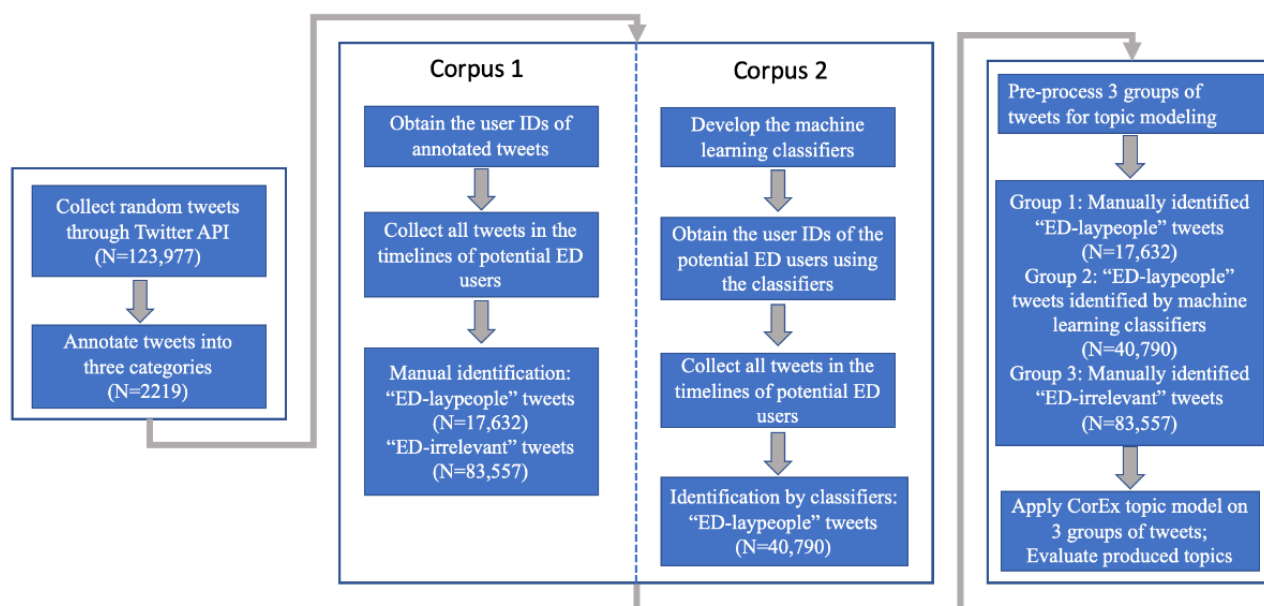 Collect random tweets
through Twitter API
(N=123,977)
Annotate tweets into
three categories
(N=2219)
Corpus 1
Obtain the user IDs of
annotated tweets
Collect all tweets in the
timelines of potential ED
users
Manual identification:
“ED-laypeople” tweets
(N=17,632)
“ED-irrelevant” tweets
(N=83,557)
Corpus 2
Develop the machine
learning classifiers
Obtain the user IDs of the
potential ED users using
the classifiers
Collect all tweets in the
timelines of potential ED
users
Identification by classifiers:
“ED-laypeople” tweets
(N=40,790)
Pre-process 3 groups of
tweets for topic modeling
Group 1: Manually identified
“ED-laypeople” tweets
(N=17,632)
Group 2: “ED-laypeople”
tweets identified by machine
learning classifiers
(N=40,790)
Group 3: Manually identified
“ED-irrelevant” tweets
(N=83,557)
Apply CorEx topic model on
3 groups of tweets;
Evaluate produced topics